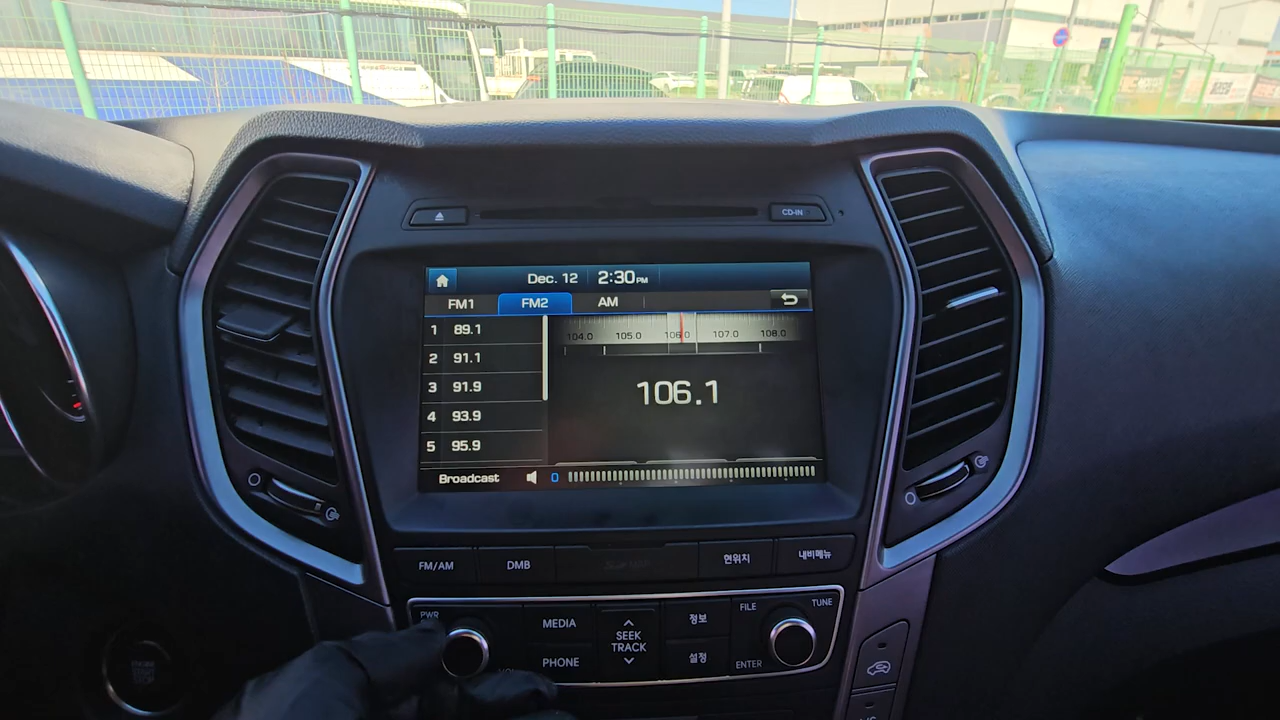 CD-IN
Dec. 12 2:30PM
FM1 FM2 AM
1 89.1
2 91.1
3 91.9
4 93.9
5 95.9
104.0 105.0 106.0 107.0 108.0
106.1
Broadcast 0
FM/AM DMB 현위치 내비메뉴
PWR MEDIA SEEK TRACK 정보 FILE TUNE
PHONE 설정 ENTER